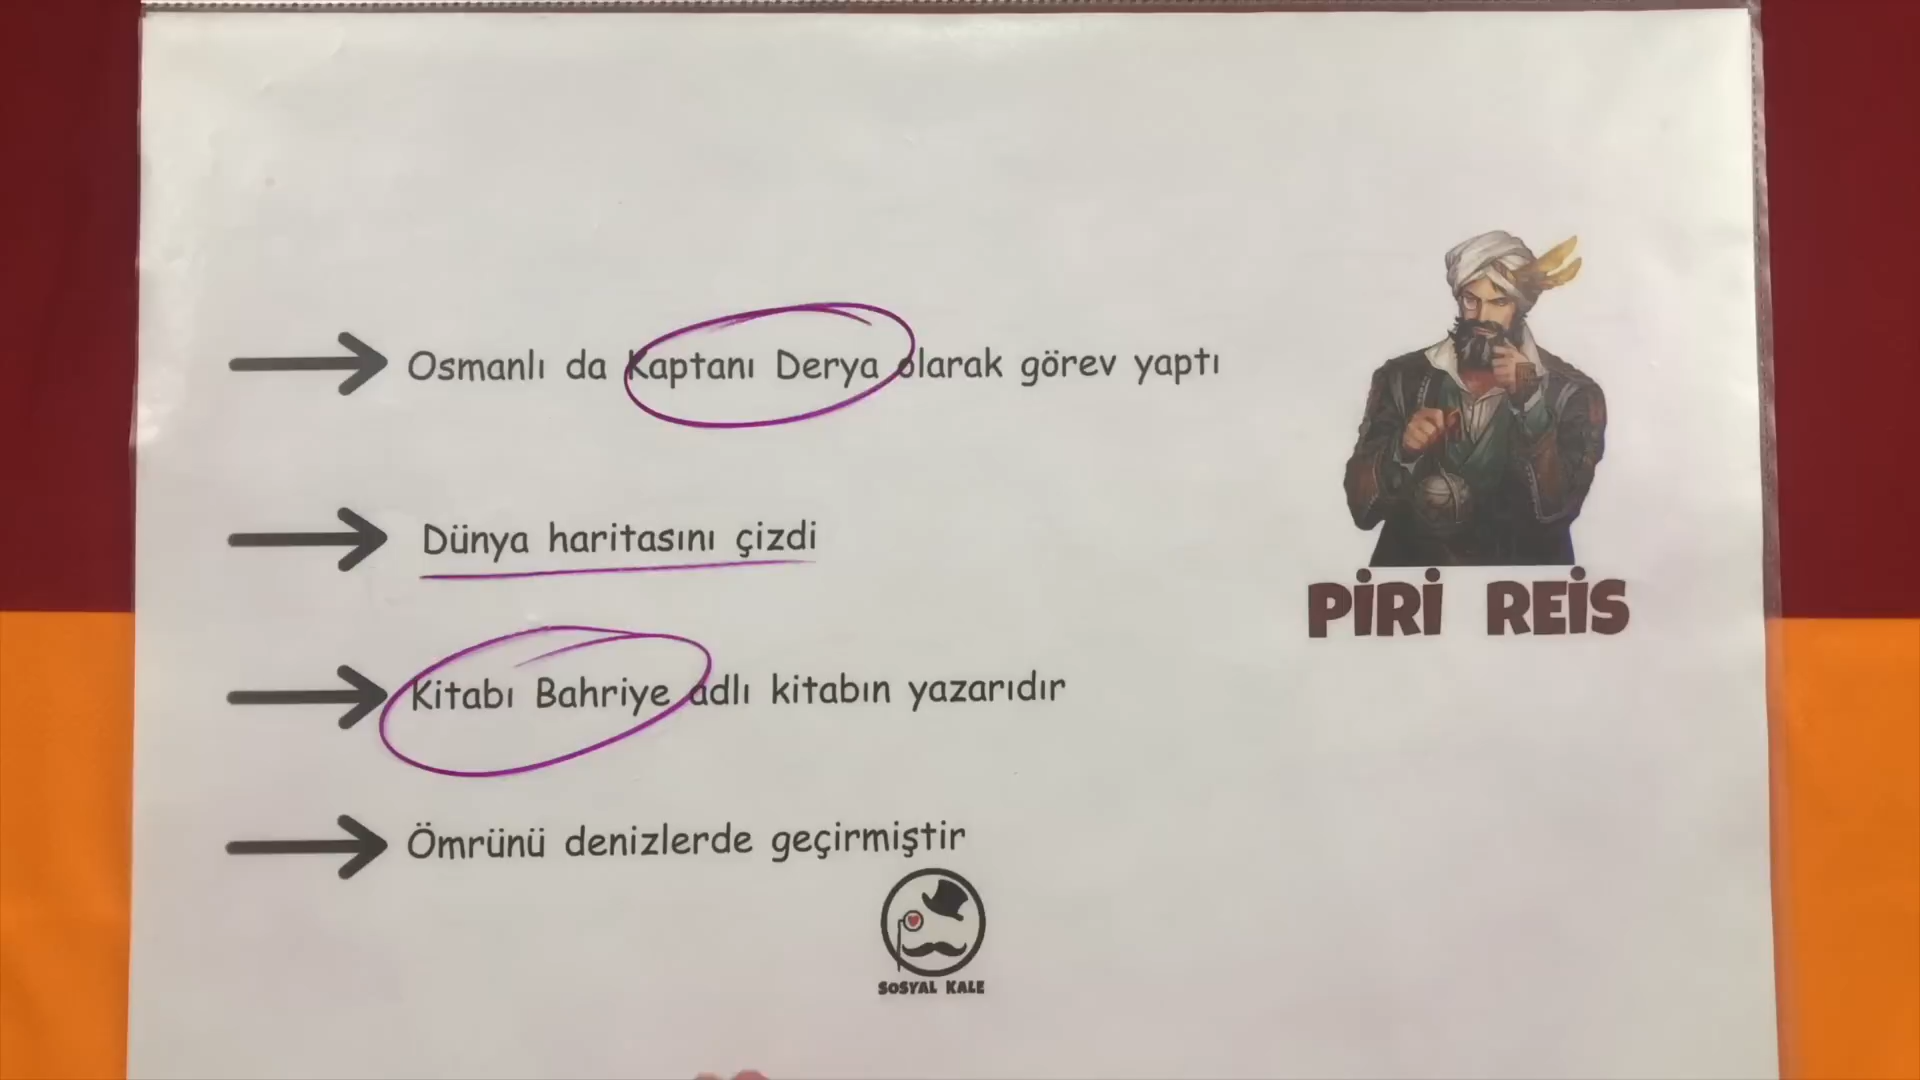 Osmanlı da Kaptanı Derya olarak görev yaptı
Dünya haritasını çizdi
Kitabı Bahriye adlı kitabın yazarıdır
Ömrünü denizlerde geçirmiştir
PİRİ REİS
SOSYAL KALE